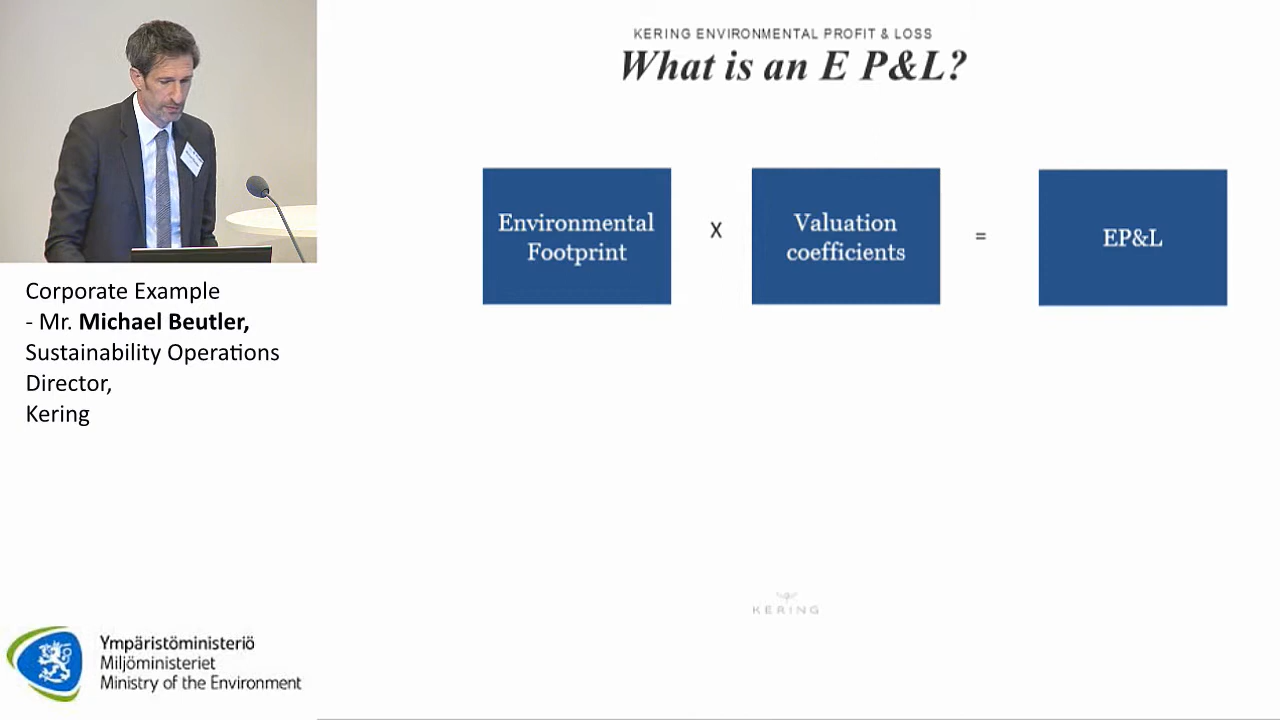 KERING ENVIRONMENTAL PROFIT & LOSS
What is an E P&L?
Environmental
Footprint
X
Valuation
coefficients
=
EP&L
Corporate Example
- Mr. Michael Beutler,
Sustainability Operations
Director,
Kering
KERING
Ympäristöministeriö
Miljöministeriet
Ministry of the Environment